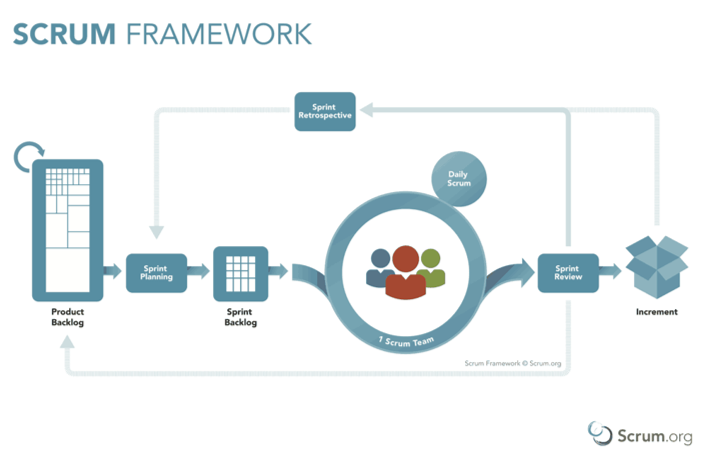 SCRUM FRAMEWORK
Sprint
Retrospective
Daily
Scrum
Sprint
Planning
Sprint
Review
Product
Backlog
Sprint
Backlog
1 Scrum Team
Increment
Scrum Framework © Scrum.org
Scrum.org